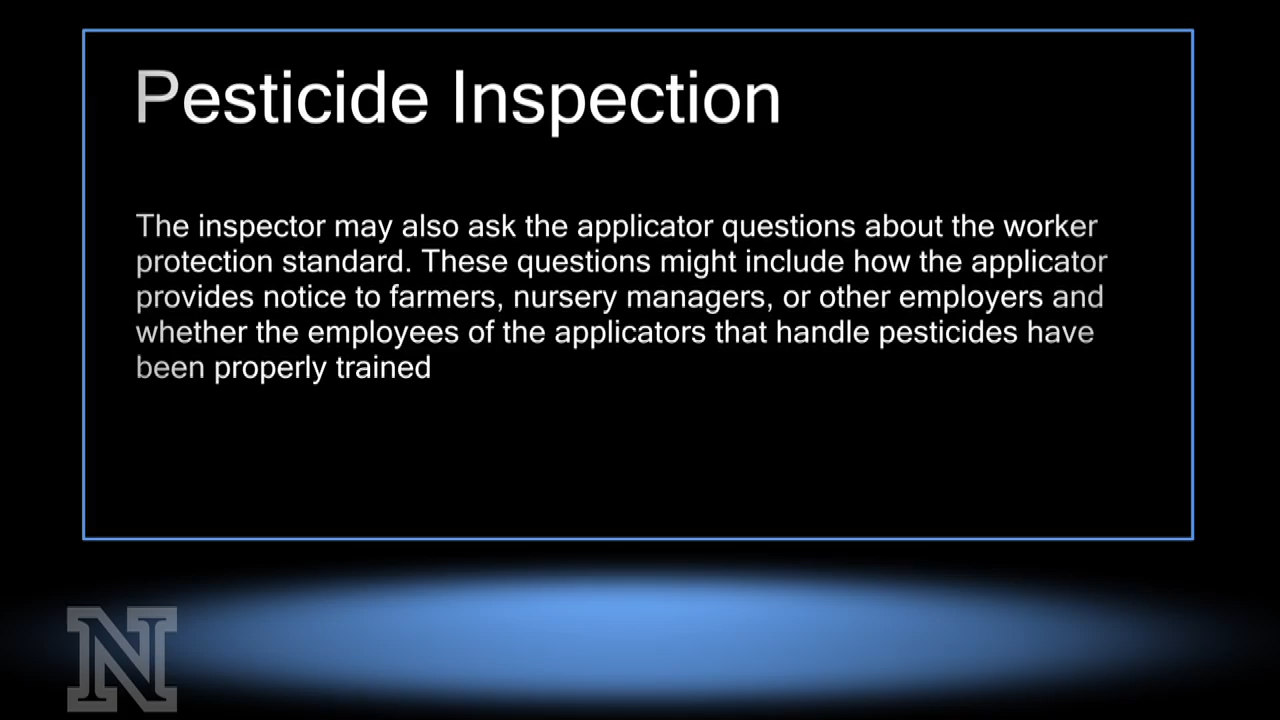 Pesticide Inspection
The inspector may also ask the applicator questions about the worker
protection standard. These questions might include how the applicator
provides notice to farmers, nursery managers, or other employers and
whether the employees of the applicators that handle pesticides have
been properly trained
N